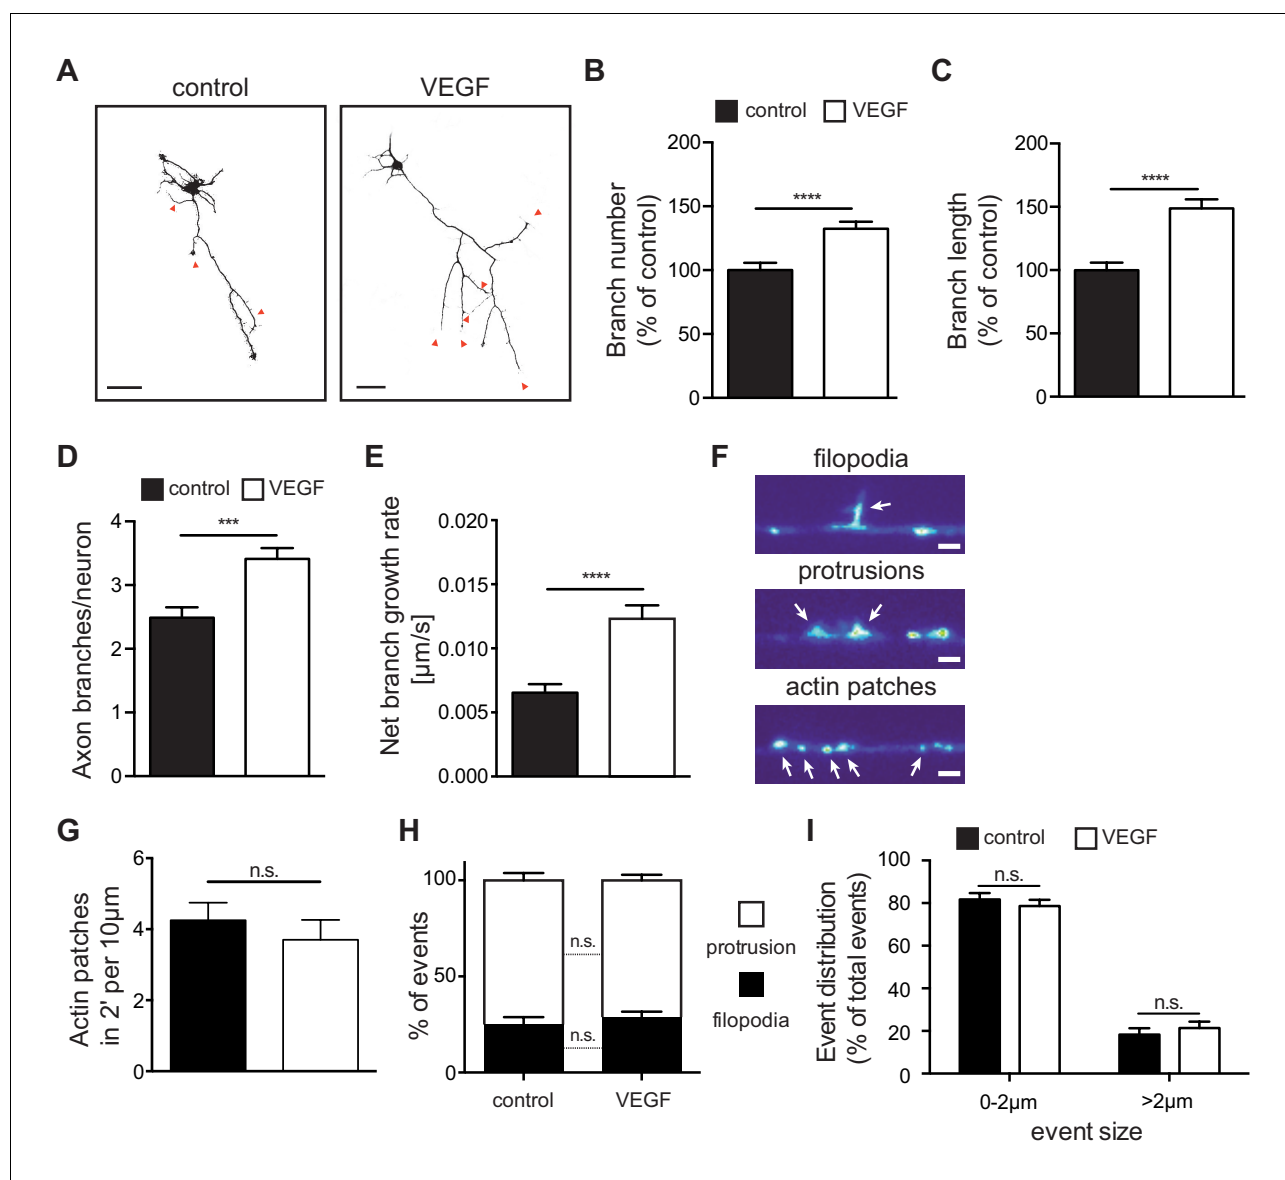 A
control
VEGF
B
control
VEGF
Branch number
(% of control)
200
150
100
50
0
****
C
Branch length
(% of control)
200
150
100
50
0
****
D
control
VEGF
Axon branches/neuron
4
3
2
1
0
***
E
Net branch growth rate
[µm/s]
0.020
0.015
0.010
0.005
0.000
****
F
filopodia
protrusions
actin patches
G
Actin patches
in 2' per 10µm
6
4
2
0
n.s.
H
% of events
100
50
0
n.s.
n.s.
control
VEGF
protrusion
filopodia
I
control
VEGF
Event distribution
(% of total events)
100
80
60
40
20
0
n.s.
n.s.
0-2µm
>2µm
event size